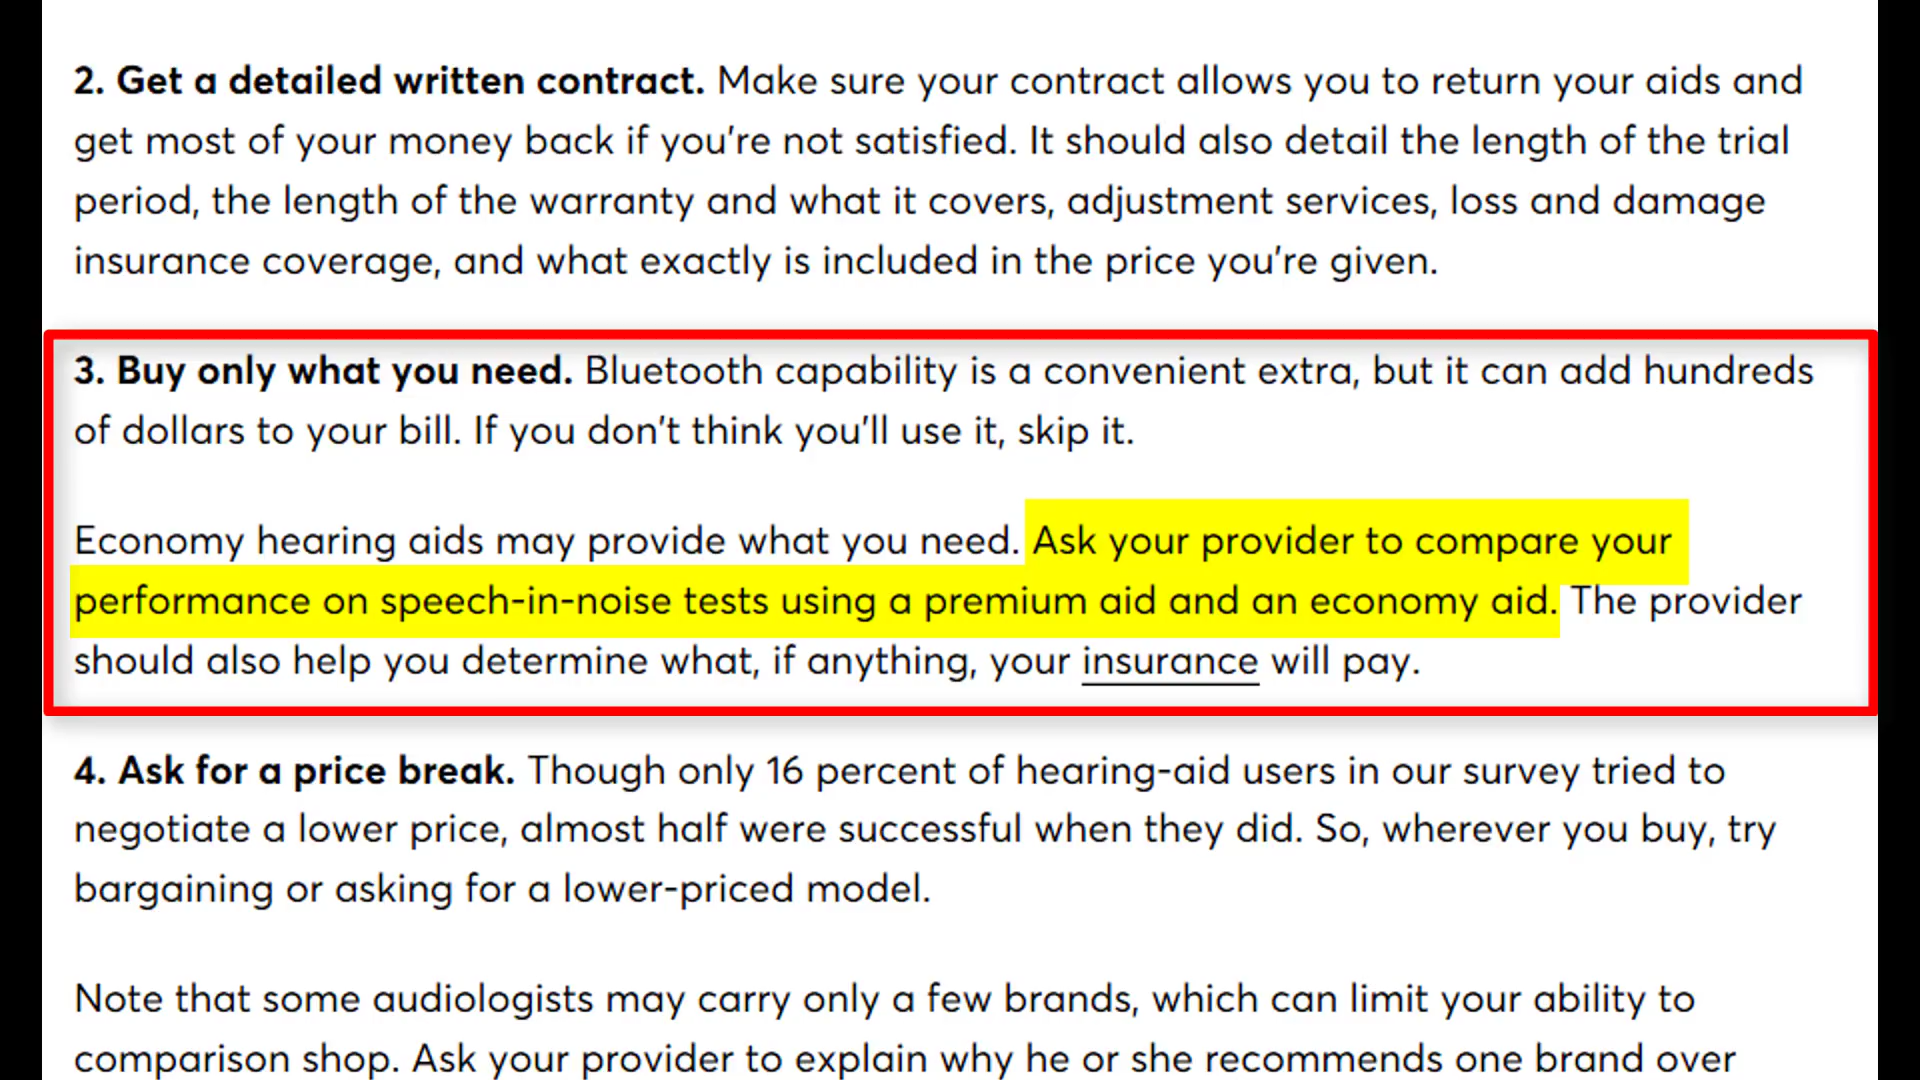 2. Get a detailed written contract. Make sure your contract allows you to return your aids and
get most of your money back if you’re not satisfied. It should also detail the length of the trial
period, the length of the warranty and what it covers, adjustment services, loss and damage
insurance coverage, and what exactly is included in the price you’re given.
3. Buy only what you need. Bluetooth capability is a convenient extra, but it can add hundreds
of dollars to your bill. If you don’t think you’ll use it, skip it.
Economy hearing aids may provide what you need. Ask your provider to compare your
performance on speech-in-noise tests using a premium aid and an economy aid. The provider
should also help you determine what, if anything, your insurance will pay.
4. Ask for a price break. Though only 16 percent of hearing-aid users in our survey tried to
negotiate a lower price, almost half were successful when they did. So, wherever you buy, try
bargaining or asking for a lower-priced model.
Note that some audiologists may carry only a few brands, which can limit your ability to
comparison shop. Ask your provider to explain why he or she recommends one brand over